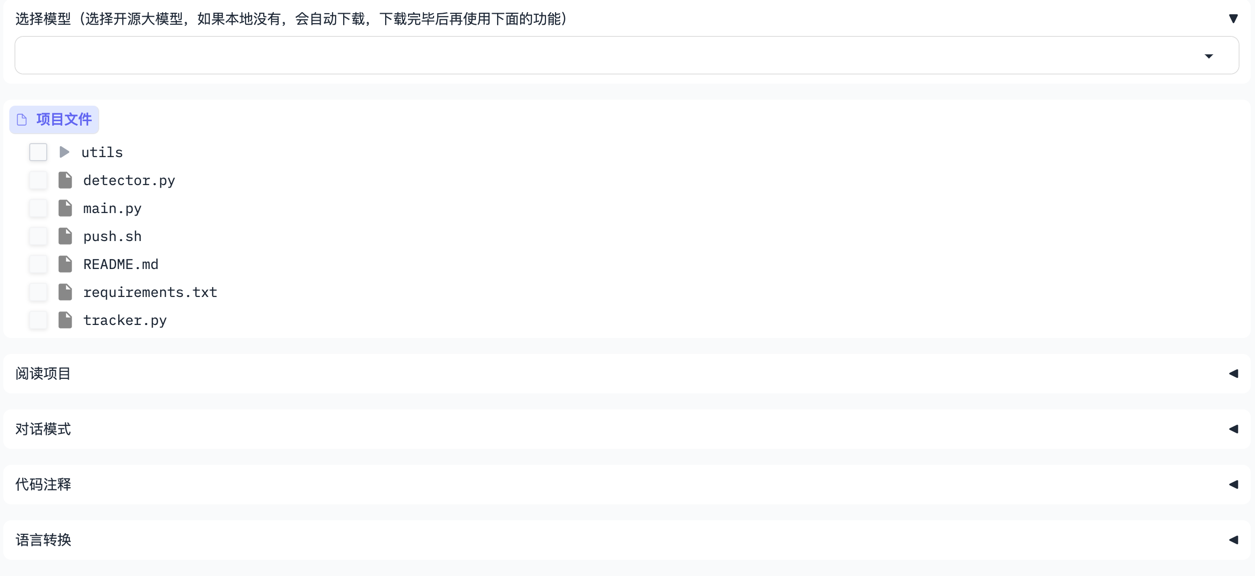 选择模型（选择开源大模型，如果本地没有，会自动下载，下载完毕后再使用下面的功能）
项目文件
utils
detector.py
main.py
push.sh
README.md
requirements.txt
tracker.py
阅读项目
对话模式
代码注释
语言转换